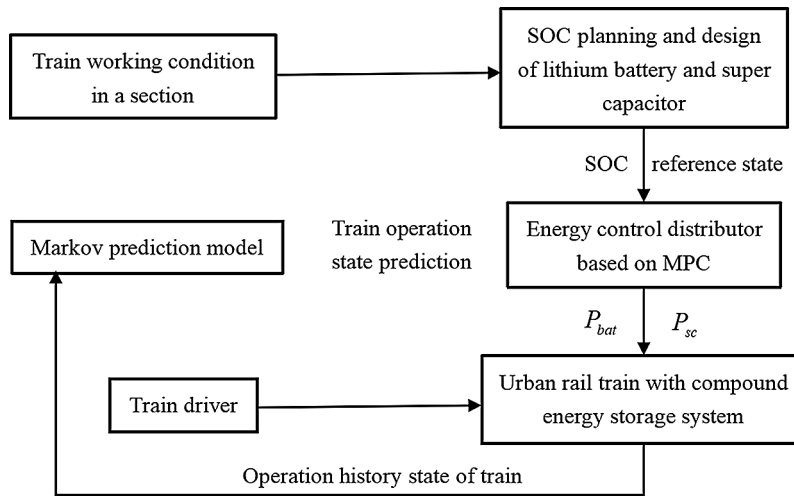 Train working condition
in a section
SOC planning and design
of lithium battery and super
capacitor
SOC reference state
Markov prediction model
Train operation
state prediction
Energy control distributor
based on MPC
P_bat P_sc
Train driver
Urban rail train with compound
energy storage system
Operation history state of train